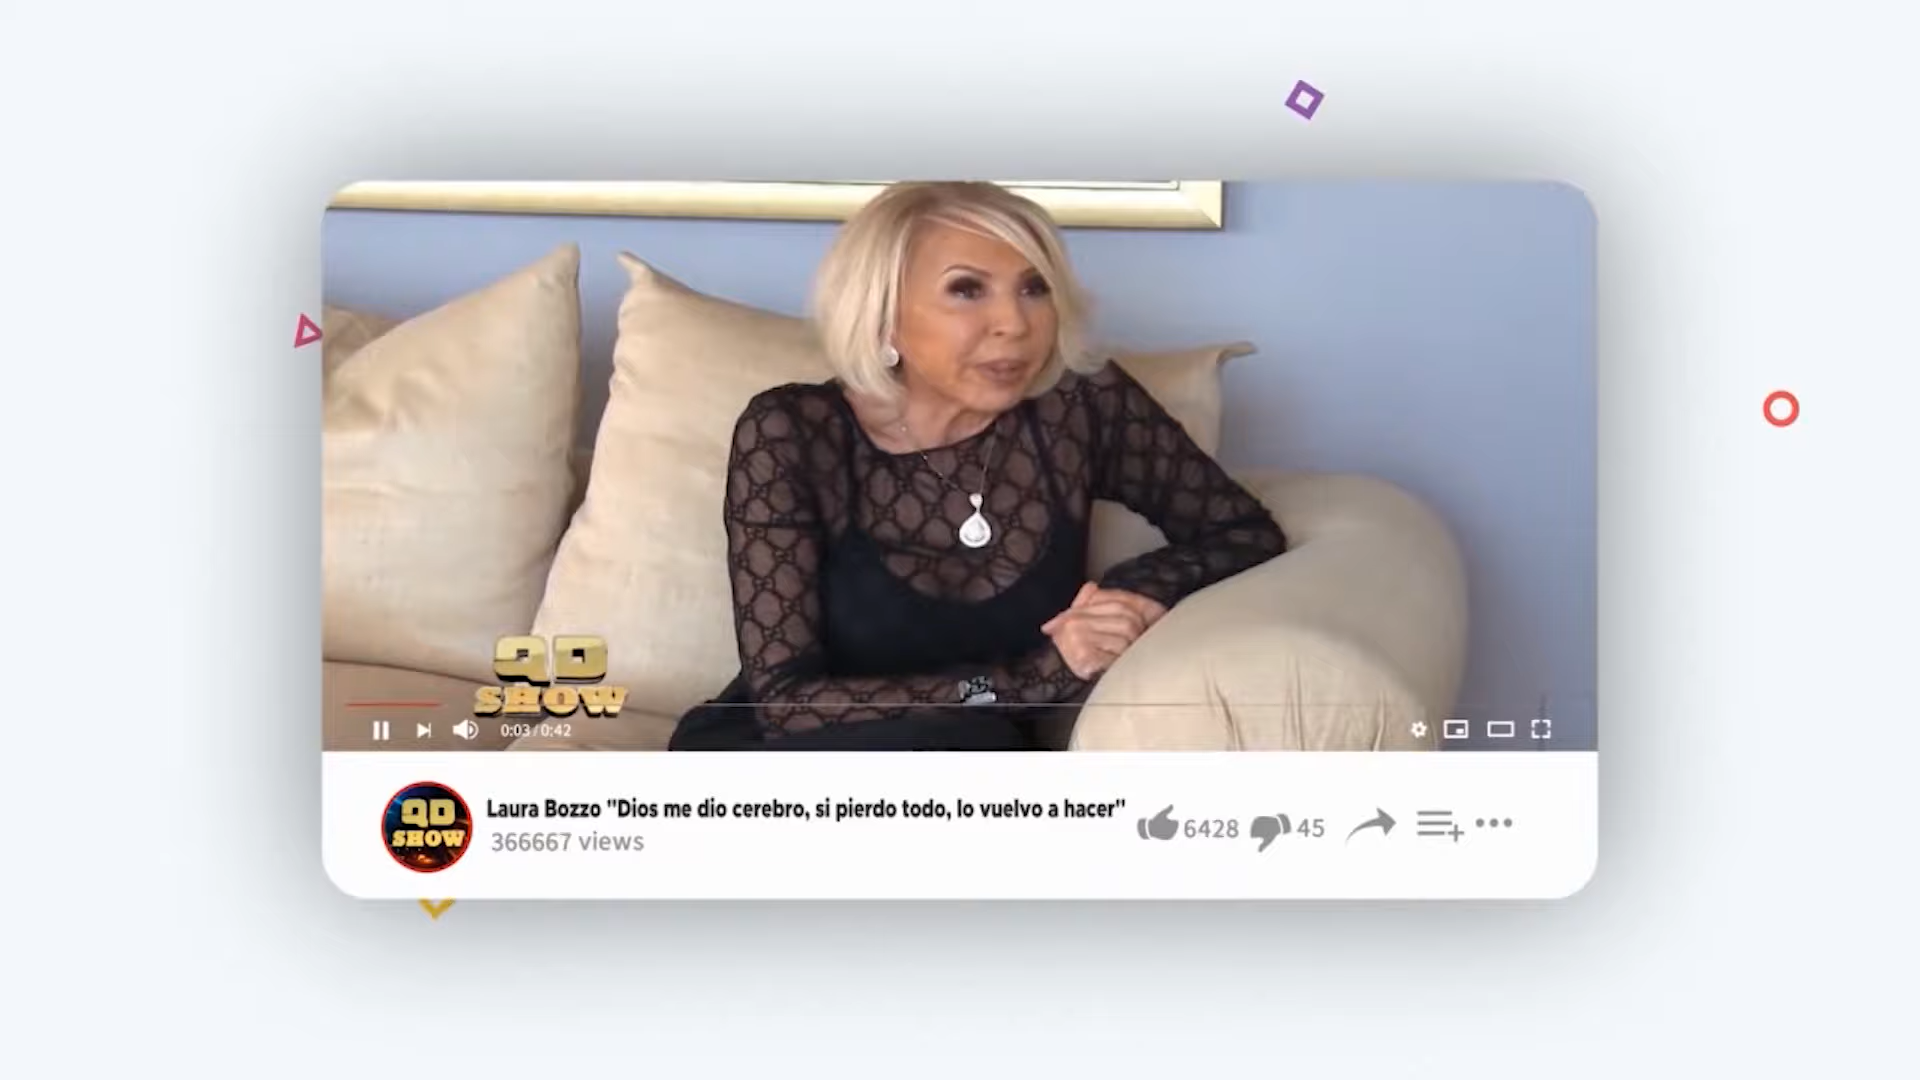 QD
SHOW
0:03 / 0:42
QD
SHOW
Laura Bozzo "Dios me dio cerebro, si pierdo todo, lo vuelvo a hacer"
366667 views
6428
45